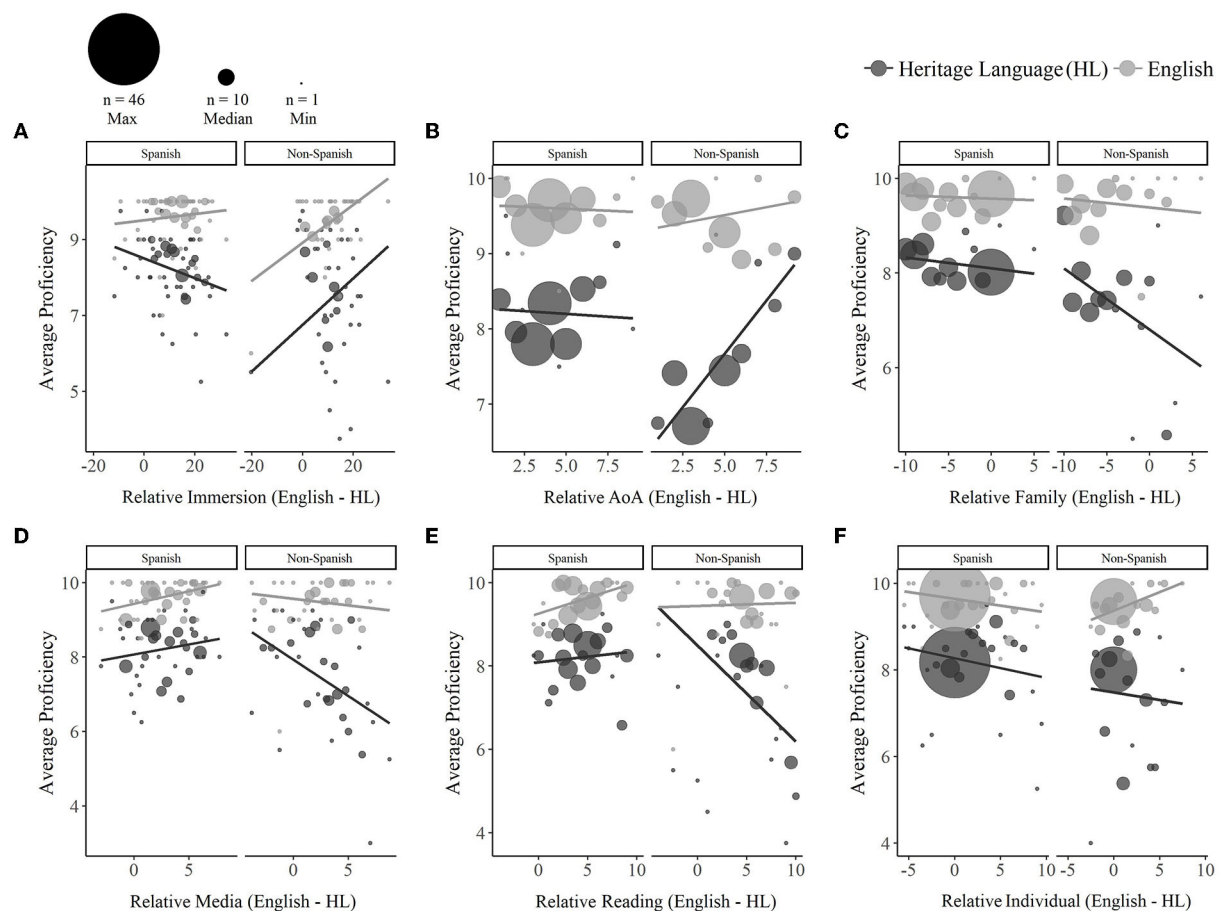 n = 46 n = 10 n = 1
Max Median Min
Heritage Language (HL) English
A
Spanish Non-Spanish
Average Proficiency
9
7
5
-20 0 20 -20 0 20
Relative Immersion (English - HL)
B
Spanish Non-Spanish
Average Proficiency
10
9
8
7
2.5 5.0 7.5 2.5 5.0 7.5
Relative AoA (English - HL)
C
Spanish Non-Spanish
Average Proficiency
10
8
6
-10 -5 0 5 -10 -5 0 5
Relative Family (English - HL)
D
Spanish Non-Spanish
Average Proficiency
10
8
6
4
0 5 0 5
Relative Media (English - HL)
E
Spanish Non-Spanish
Average Proficiency
10
8
6
4
0 5 10 0 5 10
Relative Reading (English - HL)
F
Spanish Non-Spanish
Average Proficiency
10
8
6
4
-5 0 5 10 -5 0 5 10
Relative Individual (English - HL)